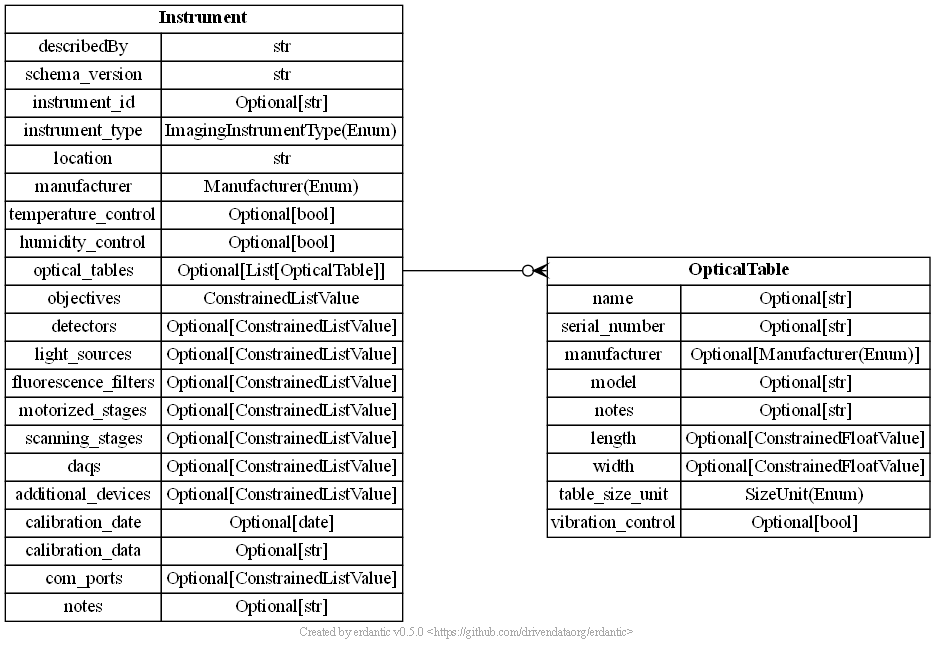 Instrument
describedBy str
schema_version str
instrument_id Optional[str]
instrument_type ImagingInstrumentType(Enum)
location str
manufacturer Manufacturer(Enum)
temperature_control Optional[bool]
humidity_control Optional[bool]
optical_tables Optional[List[OpticalTable]]
objectives ConstrainedListValue
detectors Optional[ConstrainedListValue]
light_sources Optional[ConstrainedListValue]
fluorescence_filters Optional[ConstrainedListValue]
motorized_stages Optional[ConstrainedListValue]
scanning_stages Optional[ConstrainedListValue]
daqs Optional[ConstrainedListValue]
additional_devices Optional[ConstrainedListValue]
calibration_date Optional[date]
calibration_data Optional[str]
com_ports Optional[ConstrainedListValue]
notes Optional[str]
OpticalTable
name Optional[str]
serial_number Optional[str]
manufacturer Optional[Manufacturer(Enum)]
model Optional[str]
notes Optional[str]
length Optional[ConstrainedFloatValue]
width Optional[ConstrainedFloatValue]
table_size_unit SizeUnit(Enum)
vibration_control Optional[bool]
Created by erdantic v0.5.0 <https://github.com/drivendataorg/erdantic>